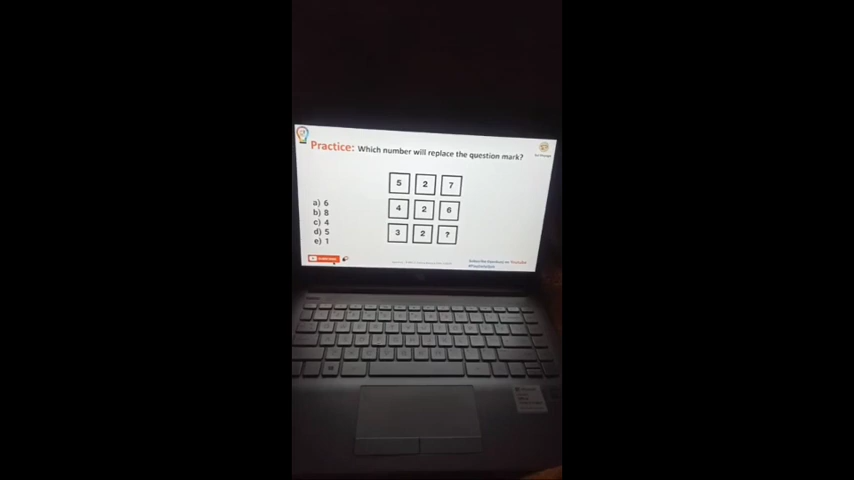 Practice: Which number will replace the question mark?
5 2 7
4 2 6
3 2 ?
a) 6
b) 8
c) 4
d) 5
e) 1